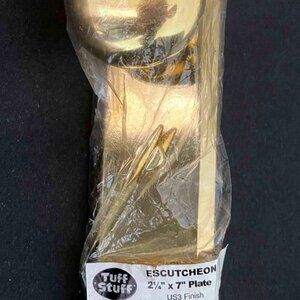 Tuff
Stuff
ESCUTCHEON
2¼" x 7" Plate
US3 Finish